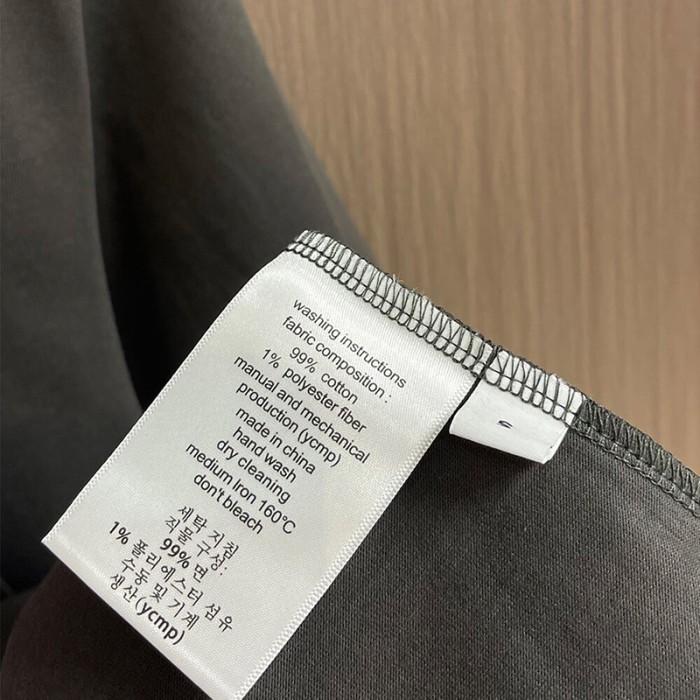 washing instructions
fabric composition :
99% cotton
1% polyester fiber
manual and mechanical
production (ycmp)
made in china
hand wash
dry cleaning
medium Iron 160°C
don't bleach
세탁 지침
직물 구성:
99% 면
1% 폴리에스터 섬유
수동 및 기계
생산 (ycmp)